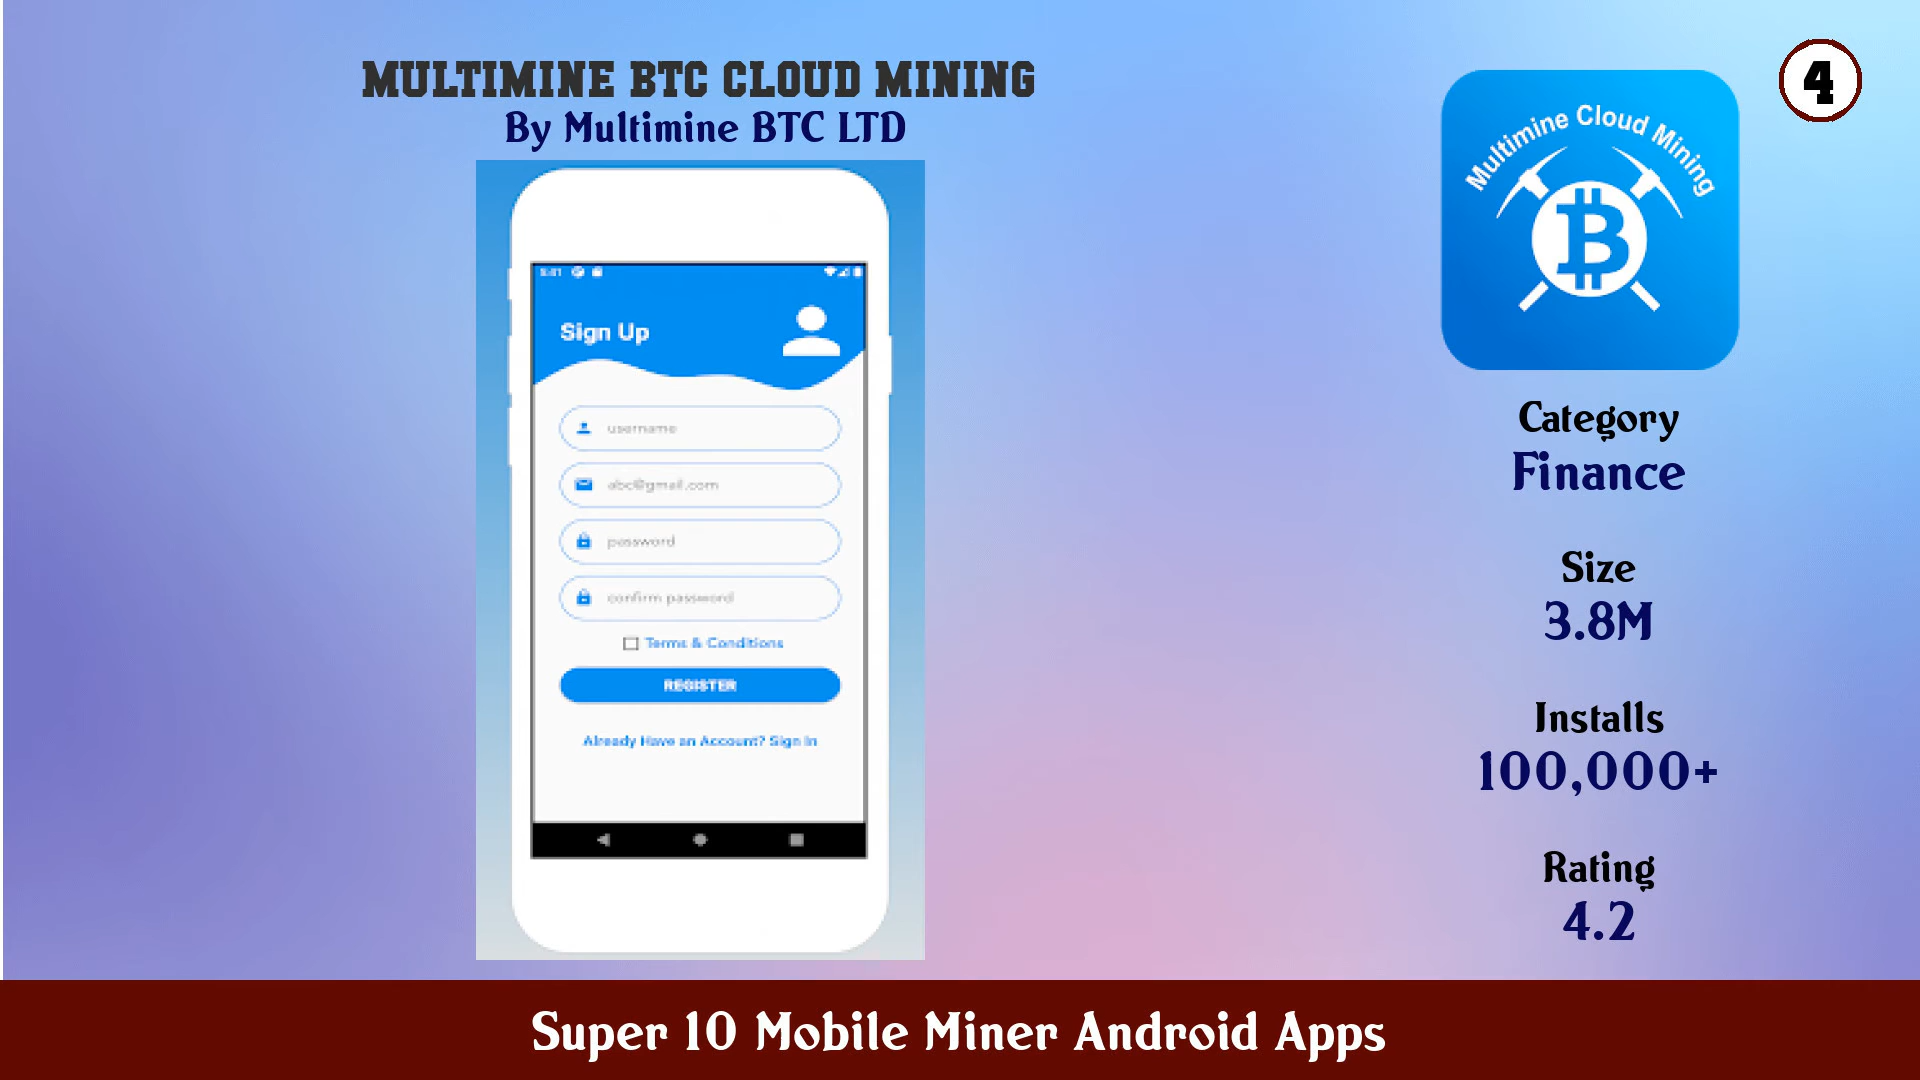 MULTIMINE BTC CLOUD MINING
By Multimine BTC LTD
4
Multimine Cloud Mining
B
Sign Up
username
abc@gmail.com
password
confirm password
Terms & Conditions
REGISTER
Already Have an Account? Sign In
Category
Finance
Size
3.8M
Installs
100,000+
Rating
4.2
Super 10 Mobile Miner Android Apps